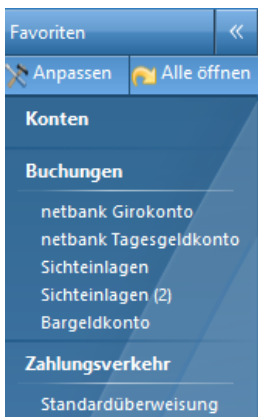 Favoriten «
Anpassen Alle öffnen
Konten
Buchungen
netbank Girokonto
netbank Tagesgeldkonto
Sichteinlagen
Sichteinlagen (2)
Bargeldkonto
Zahlungsverkehr
Standardüberweisung